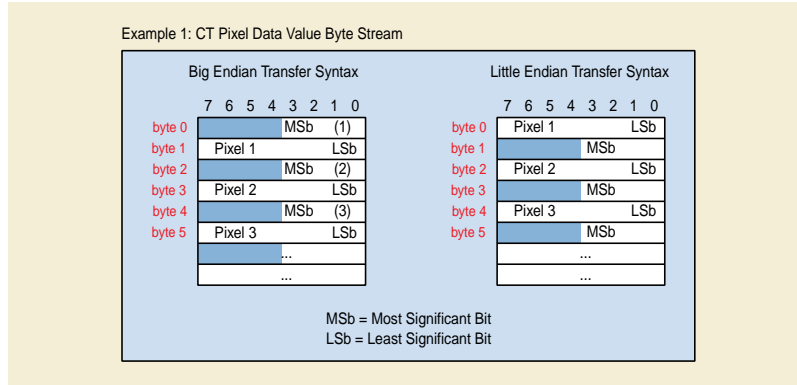 Example 1: CT Pixel Data Value Byte Stream
Big Endian Transfer Syntax
7 6 5 4 3 2 1 0
byte 0 MSb (1)
byte 1 Pixel 1 LSb
byte 2 MSb (2)
byte 3 Pixel 2 LSb
byte 4 MSb (3)
byte 5 Pixel 3 LSb
...
...
Little Endian Transfer Syntax
7 6 5 4 3 2 1 0
byte 0 Pixel 1 LSb
byte 1 MSb
byte 2 Pixel 2 LSb
byte 3 MSb
byte 4 Pixel 3 LSb
byte 5 MSb
...
...
MSb = Most Significant Bit
LSb = Least Significant Bit